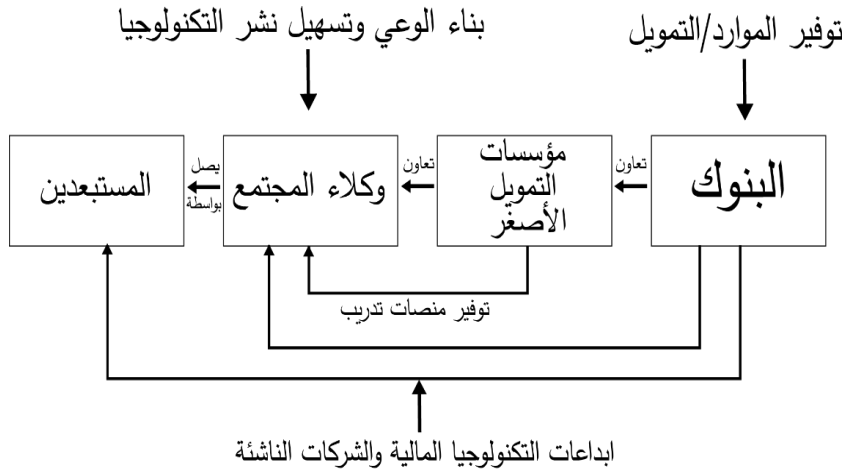 توفير الموارد/التمويل
بناء الوعي وتسهيل نشر التكنولوجيا
البنوك
تعاون
مؤسسات
التمويل
الأصغر
تعاون
وكلاء المجتمع
يصل
بواسطة
المستبعدين
توفير منصات تدريب
ابداعات التكنولوجيا المالية والشركات الناشئة